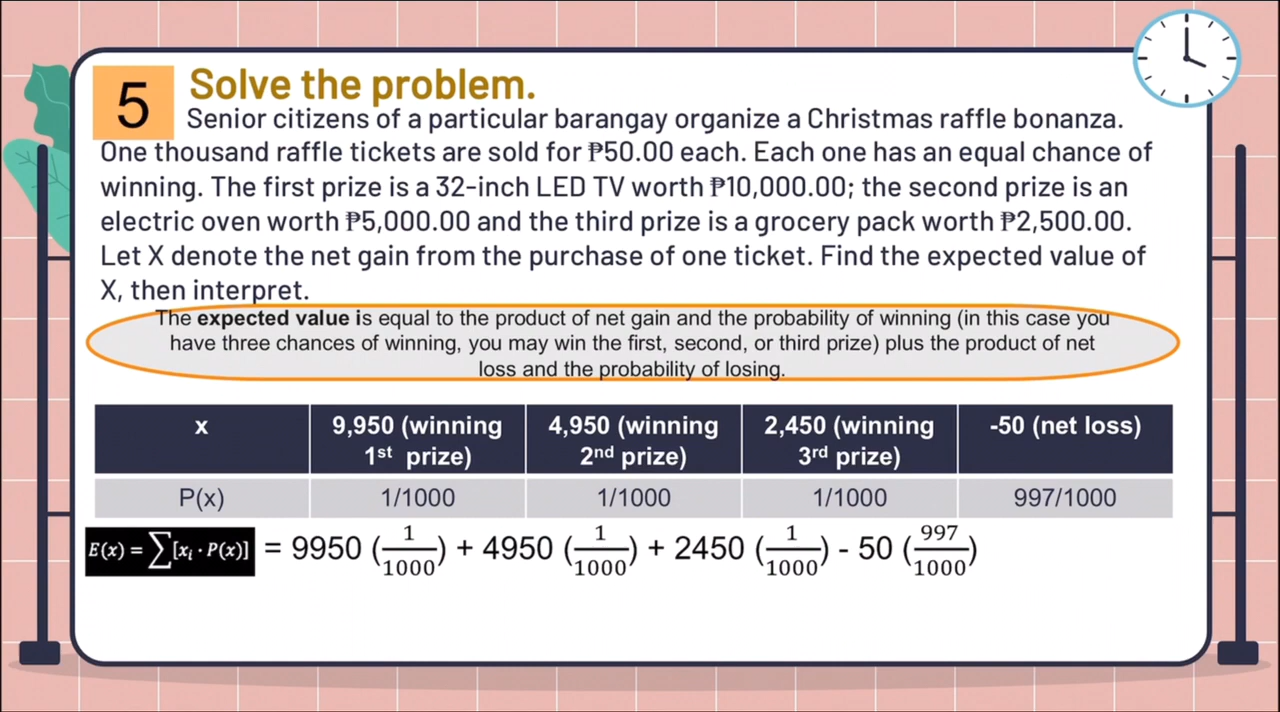 5
Solve the problem.
Senior citizens of a particular barangay organize a Christmas raffle bonanza.
One thousand raffle tickets are sold for ₱50.00 each. Each one has an equal chance of
winning. The first prize is a 32-inch LED TV worth ₱10,000.00; the second prize is an
electric oven worth ₱5,000.00 and the third prize is a grocery pack worth ₱2,500.00.
Let X denote the net gain from the purchase of one ticket. Find the expected value of
X, then interpret.
The expected value is equal to the product of net gain and the probability of winning (in this case you
have three chances of winning, you may win the first, second, or third prize) plus the product of net
loss and the probability of losing.
x 9,950 (winning 1st prize) 4,950 (winning 2nd prize) 2,450 (winning 3rd prize) -50 (net loss)
P(x) 1/1000 1/1000 1/1000 997/1000
E(x) = ∑[xᵢ · P(x)] = 9950 (1/1000) + 4950 (1/1000) + 2450 (1/1000) - 50 (997/1000)